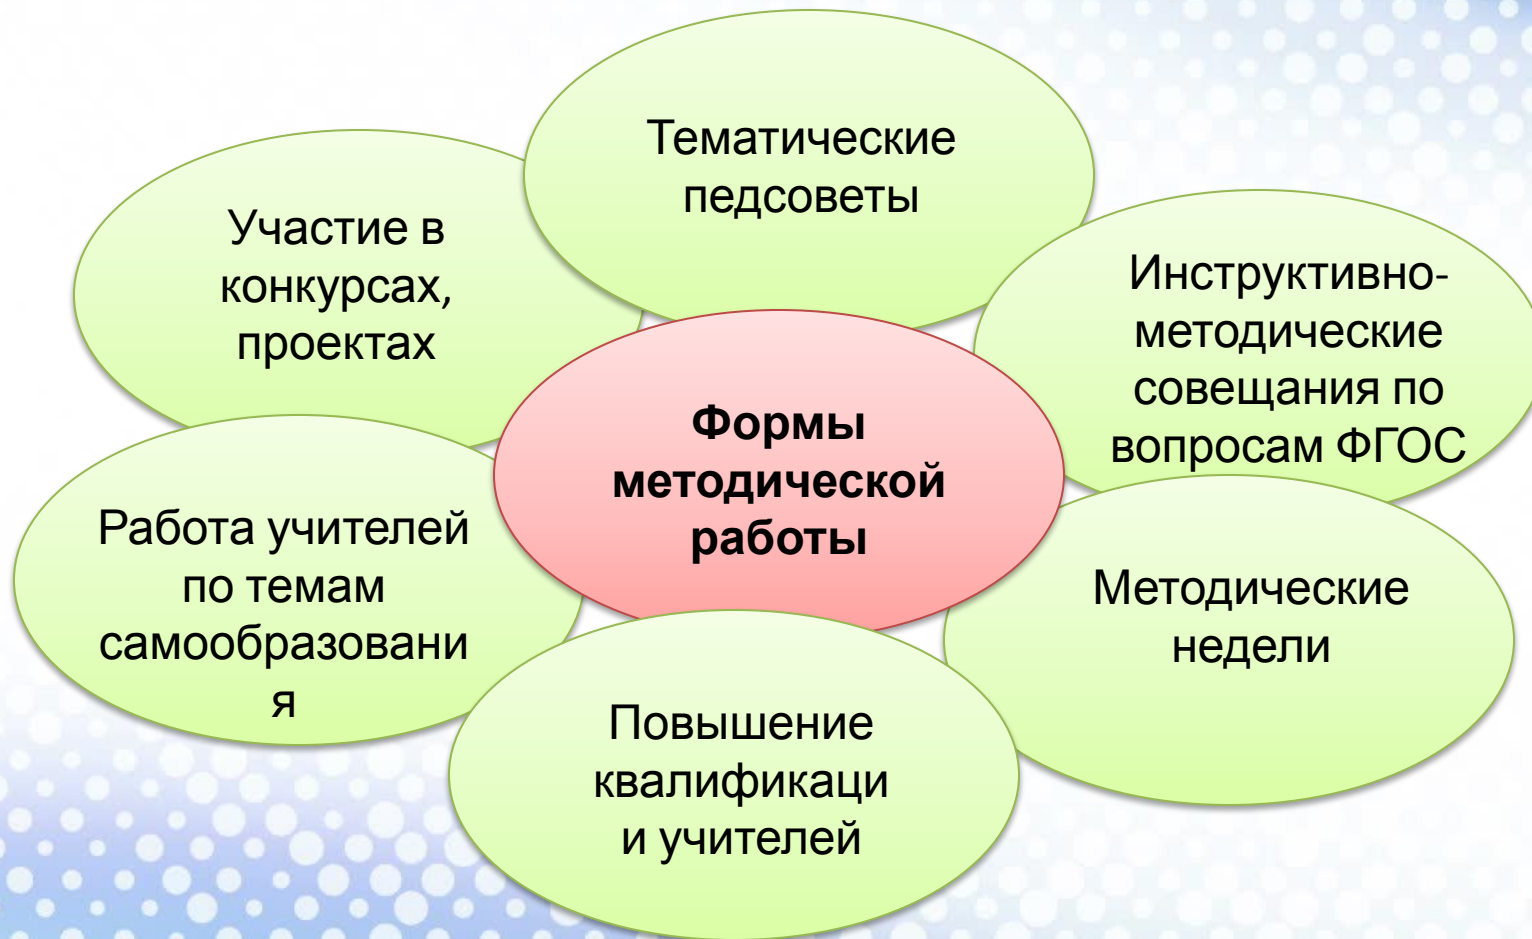 Тематические
педсоветы
Участие в
конкурсах,
проектах
Инструктивно-
методические
совещания по
вопросам ФГОС
Формы
методической
работы
Работа учителей
по темам
самообразовани
я
Методические
недели
Повышение
квалификаци
и учителей